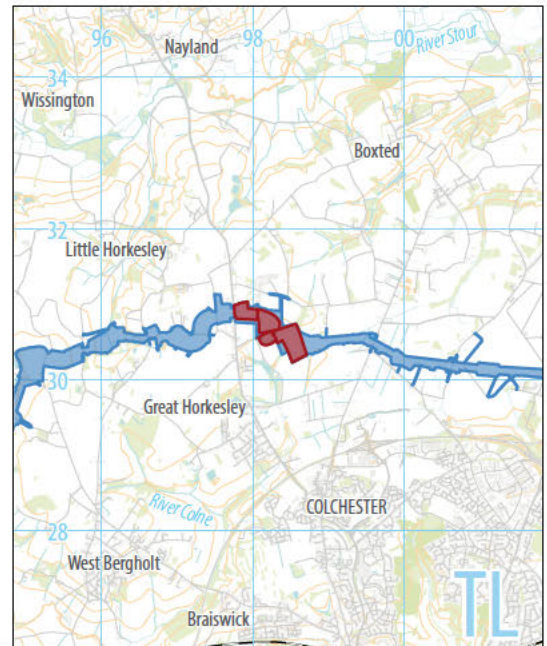 96
98
00
Nayland
River Stour
34
Wissington
Boxted
32
Little Horkesley
30
Great Horkesley
River Colne
COLCHESTER
28
West Bergholt
TL
Braiswick